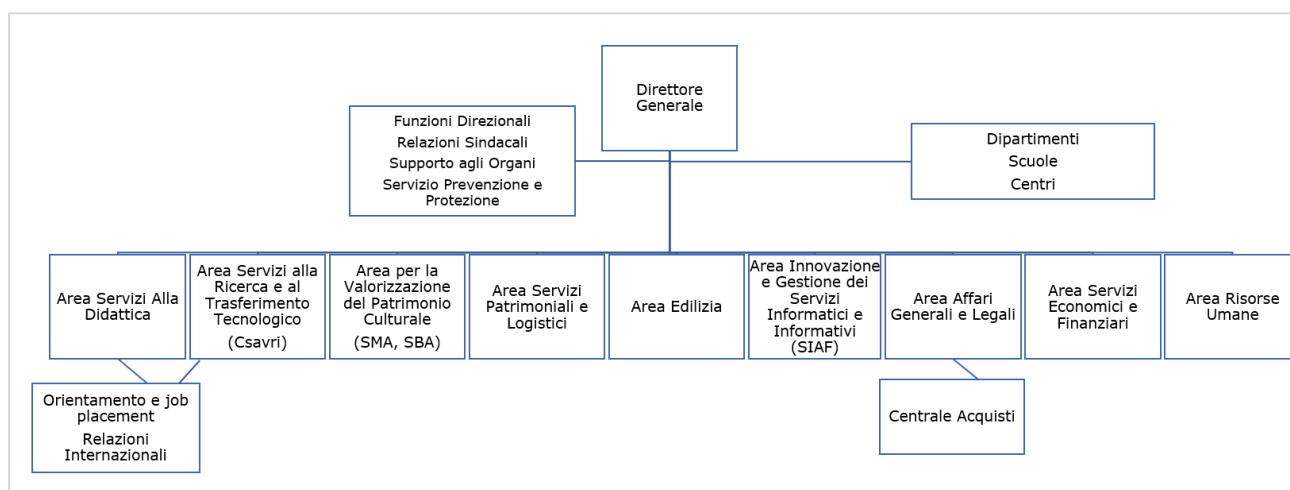 Direttore
Generale
Funzioni Direzionali
Relazioni Sindacali
Supporto agli Organi
Servizio Prevenzione e
Protezione
Dipartimenti
Scuole
Centri
Area Servizi Alla
Didattica
Area Servizi alla
Ricerca e al
Trasferimento
Tecnologico
(Csavri)
Area per la
Valorizzazione
del Patrimonio
Culturale
(SMA, SBA)
Area Servizi
Patrimoniali e
Logistici
Area Edilizia
Area Innovazione
e Gestione dei
Servizi
Informatici e
Informativi
(SIAF)
Area Affari
Generali e Legali
Area Servizi
Economici e
Finanziari
Area Risorse
Umane
Orientamento e job
placement
Relazioni
Internazionali
Centrale Acquisti